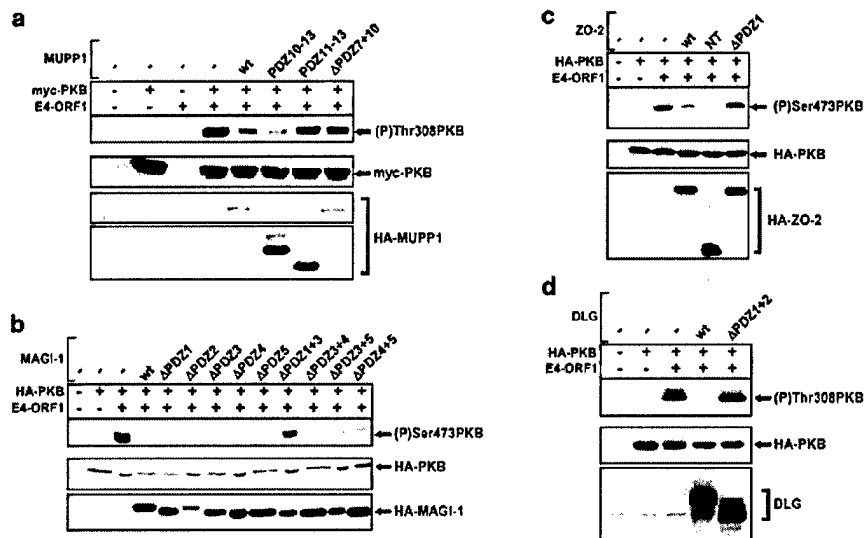 a
MUPP1 - - - - wt PDZ10-13 PDZ11-13 ΔPDZ7+10
myc-PKB - + - + + + + +
E4-ORF1 - - + + + + + +
(P)Thr308PKB
myc-PKB
HA-MUPP1
b
MAGI-1 - - - wt ΔPDZ1 ΔPDZ2 ΔPDZ3 ΔPDZ4 ΔPDZ5 ΔPDZ1+3 ΔPDZ3+4 ΔPDZ3+5 ΔPDZ4+5
HA-PKB - + + + + + + + + + + + +
E4-ORF1 - - + + + + + + + + + + +
(P)Ser473PKB
HA-PKB
HA-MAGI-1
c
ZO-2 - - - wt NT ΔPDZ1
HA-PKB - + + + + +
E4-ORF1 - - + + + +
(P)Ser473PKB
HA-PKB
HA-ZO-2
d
DLG - - - wt ΔPDZ1+2
HA-PKB - + + + +
E4-ORF1 - - + + +
(P)Thr308PKB
HA-PKB
DLG